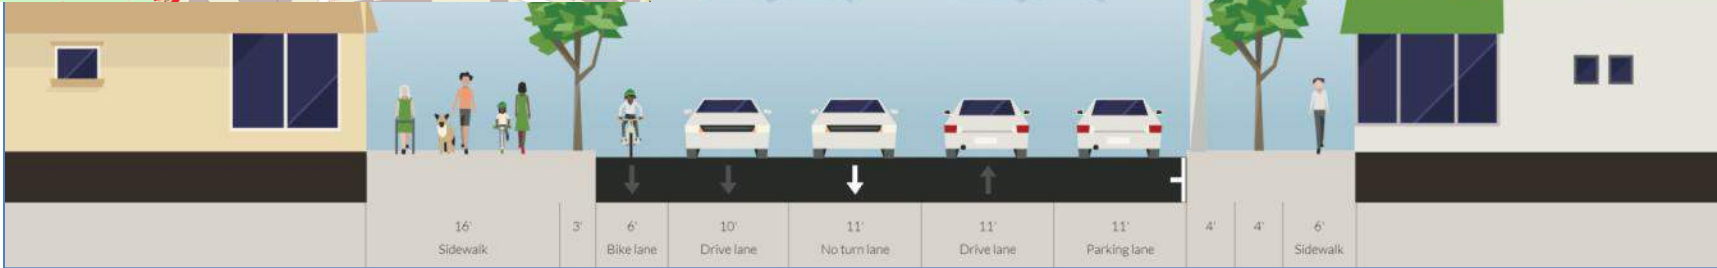 16' 3' 6' 10' 11' 11' 11' 4' 4' 6'
Sidewalk Bike lane Drive lane No turn lane Drive lane Parking lane Sidewalk